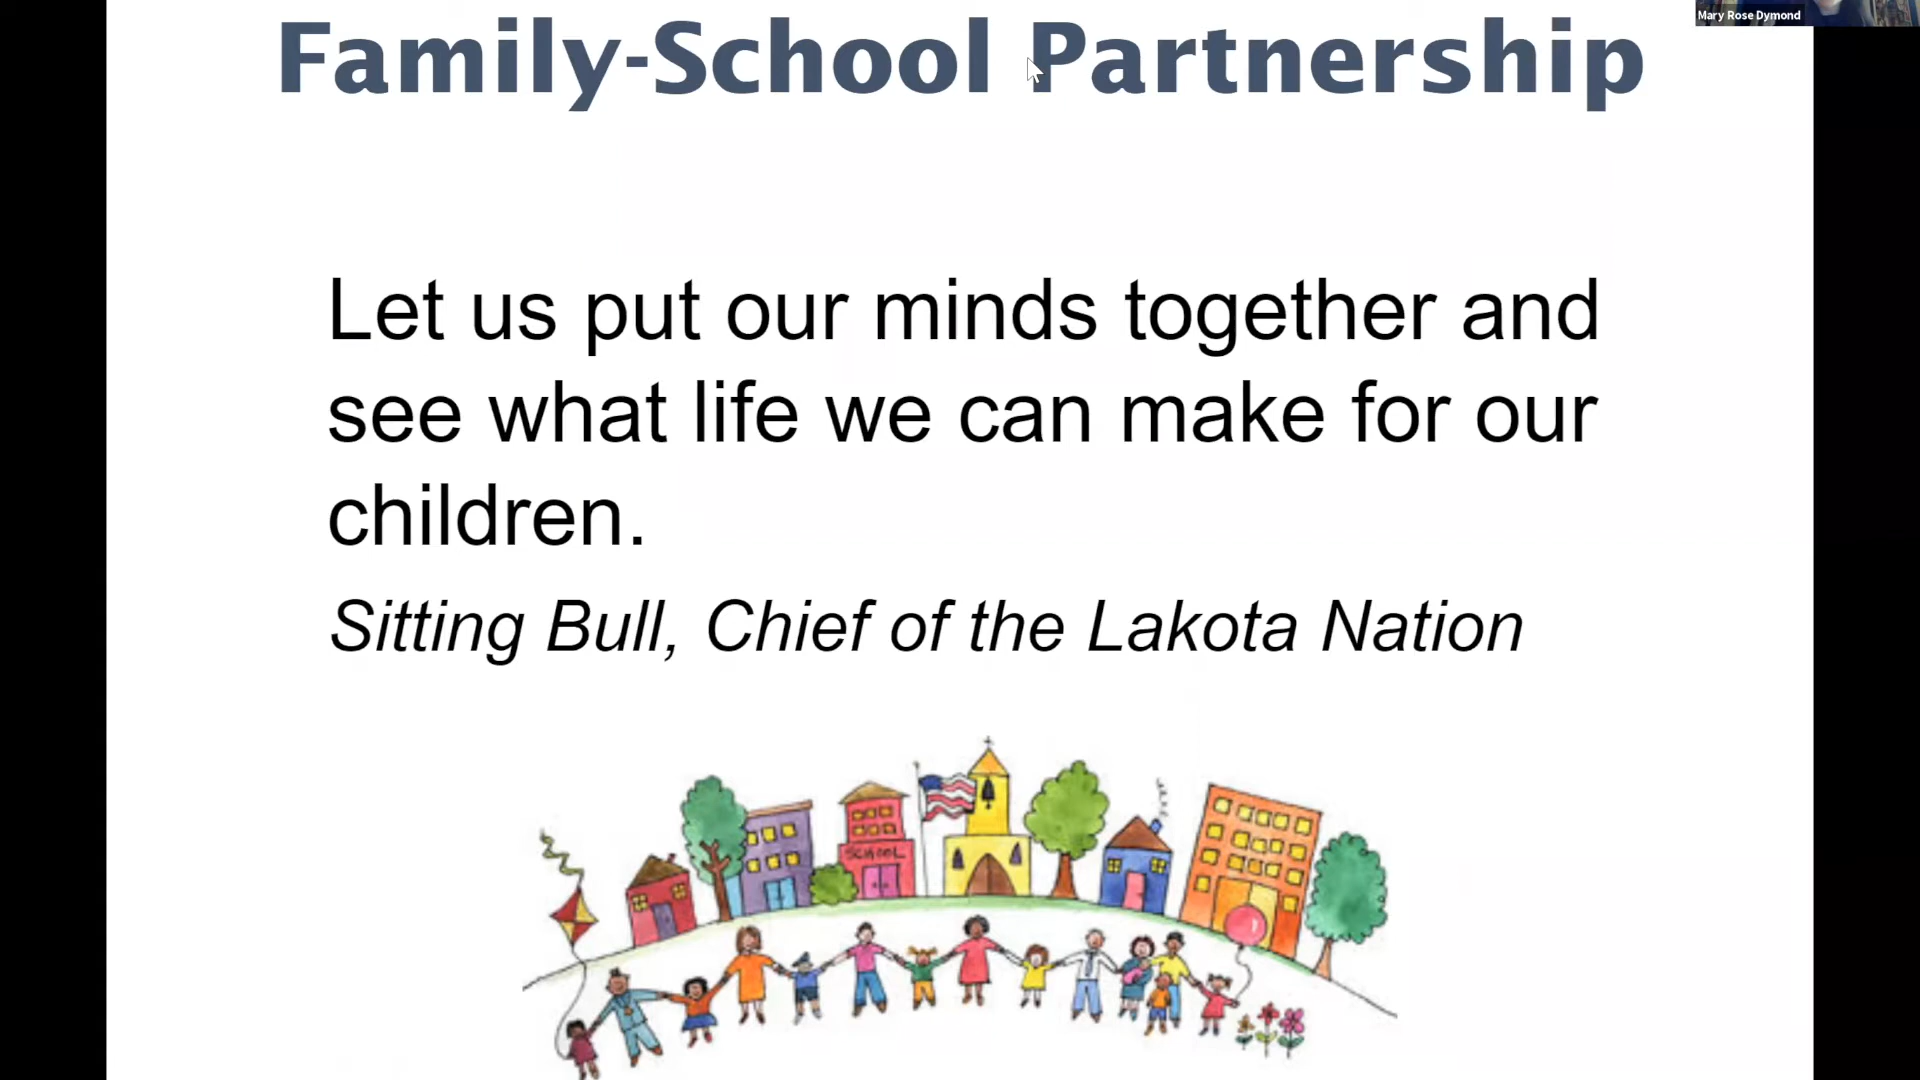 Mary Rose Dymond
Family-School Partnership
Let us put our minds together and
see what life we can make for our
children.
Sitting Bull, Chief of the Lakota Nation
SCHOOL